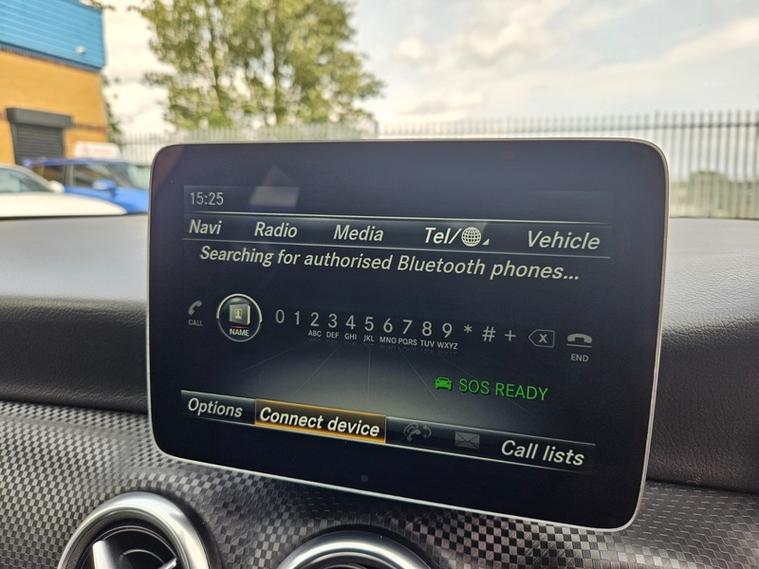 15:25
Navi Radio Media Tel/ Vehicle
Searching for authorised Bluetooth phones...
CALL NAME 0 1 2 3 4 5 6 7 8 9 * # + X END
ABC DEF GHI JKL MNO PQRS TUV WXYZ
SOS READY
Options Connect device Call lists